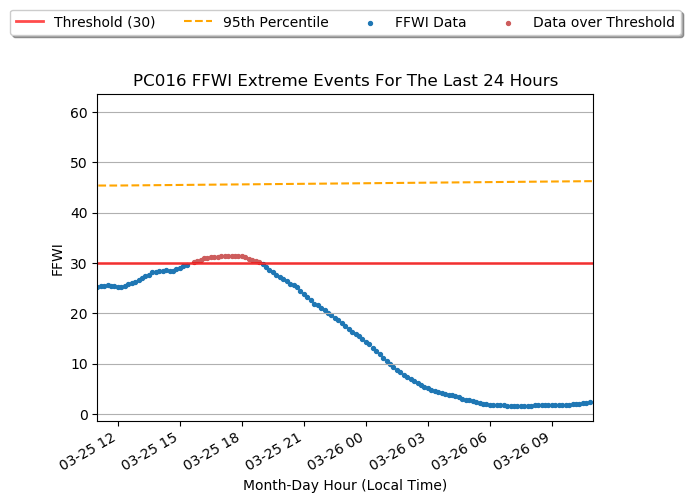 Threshold (30) 95th Percentile FFWI Data Data over Threshold
PC016 FFWI Extreme Events For The Last 24 Hours
60
50
40
30
20
10
0
FFWI
03-25 12 03-25 15 03-25 18 03-25 21 03-26 00 03-26 03 03-26 06 03-26 09
Month-Day Hour (Local Time)